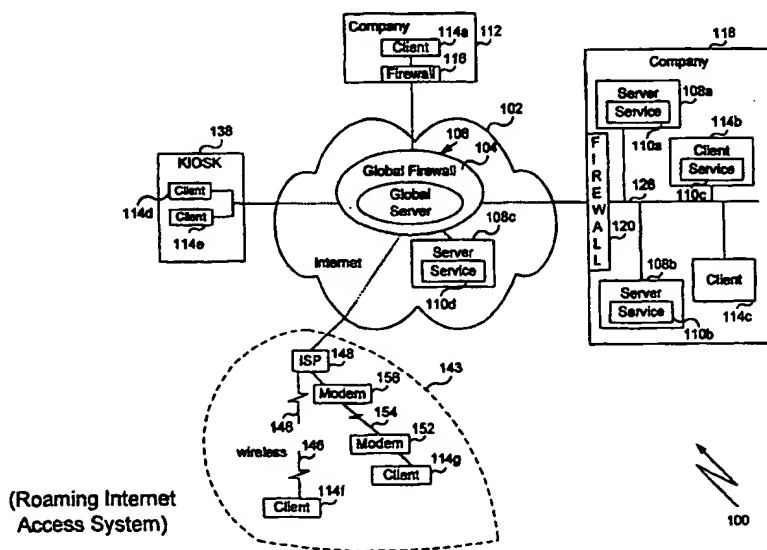 Company
Client
114a
112
Firewall
116
102
106
104
Global Firewall
Global
Server
138
KIOSK
Client
114d
Client
114e
Internet
108c
Server
Service
110d
118
Company
Server
Service
108a
110a
114b
Client
Service
110c
126
FIREWALL
120
108b
Server
Service
110b
Client
114c
ISP
148
143
Modem
156
154
146
wireless
146
152
Modem
Client
114g
Client
114f
(Roaming Internet
Access System)
100